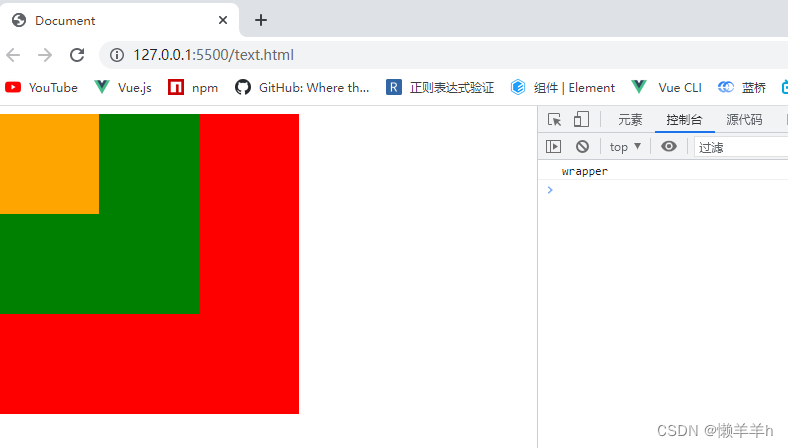 Document
127.0.0.1:5500/text.html
YouTube Vue.js npm GitHub: Where th... R 正则表达式验证 组件 | Element Vue CLI 蓝桥
元素 控制台 源代码
top ▼ 过滤
wrapper
>
CSDN @懒羊羊h